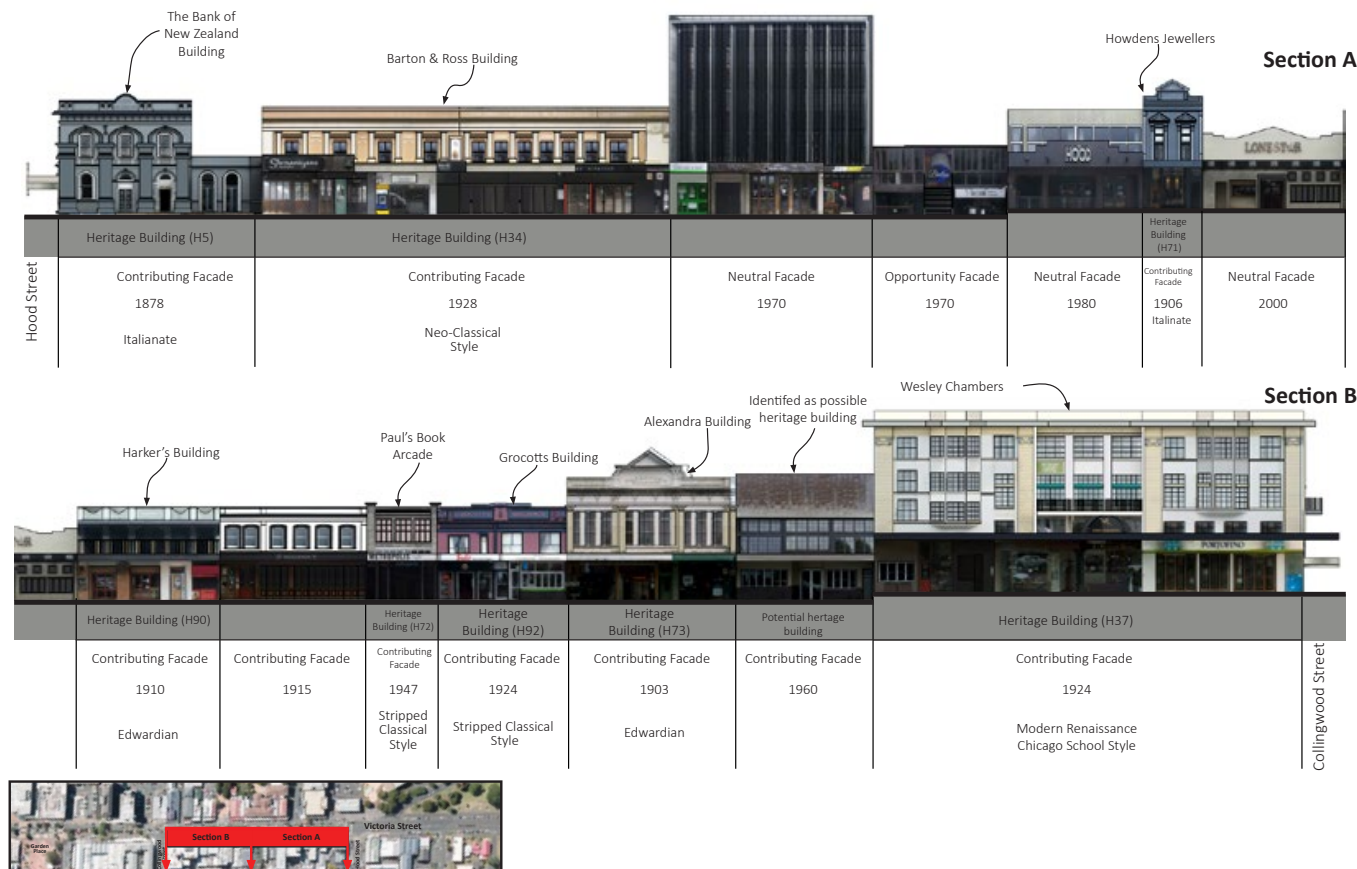 The Bank of
New Zealand
Building
Barton & Ross Building
Howdens Jewellers
Section A
HOOD
LONESTAR
Heritage Building (H5)
Heritage Building (H34)
Heritage
Building
(H71)
Hood Street
Contributing Facade
1878
Italianate
Contributing Facade
1928
Neo-Classical
Style
Neutral Facade
1970
Opportunity Facade
1970
Neutral Facade
1980
Contributing
Facade
1906
Italinate
Neutral Facade
2000
Section B
Harker's Building
Paul's Book
Arcade
Grocotts Building
Alexandra Building
Identifed as possible
heritage building
Wesley Chambers
METROPOLIS
PORTOFINO
Heritage Building (H90)
Heritage
Building (H72)
Heritage
Building (H92)
Heritage
Building (H73)
Potential hertage
building
Heritage Building (H37)
Contributing Facade
1910
Edwardian
Contributing Facade
1915
Contributing
Facade
1947
Stripped
Classical
Style
Contributing Facade
1924
Stripped Classical
Style
Contributing Facade
1903
Edwardian
Contributing Facade
1960
Contributing Facade
1924
Modern Renaissance
Chicago School Style
Collingwood Street
Victoria Street
Section B
Section A
Garden
Place